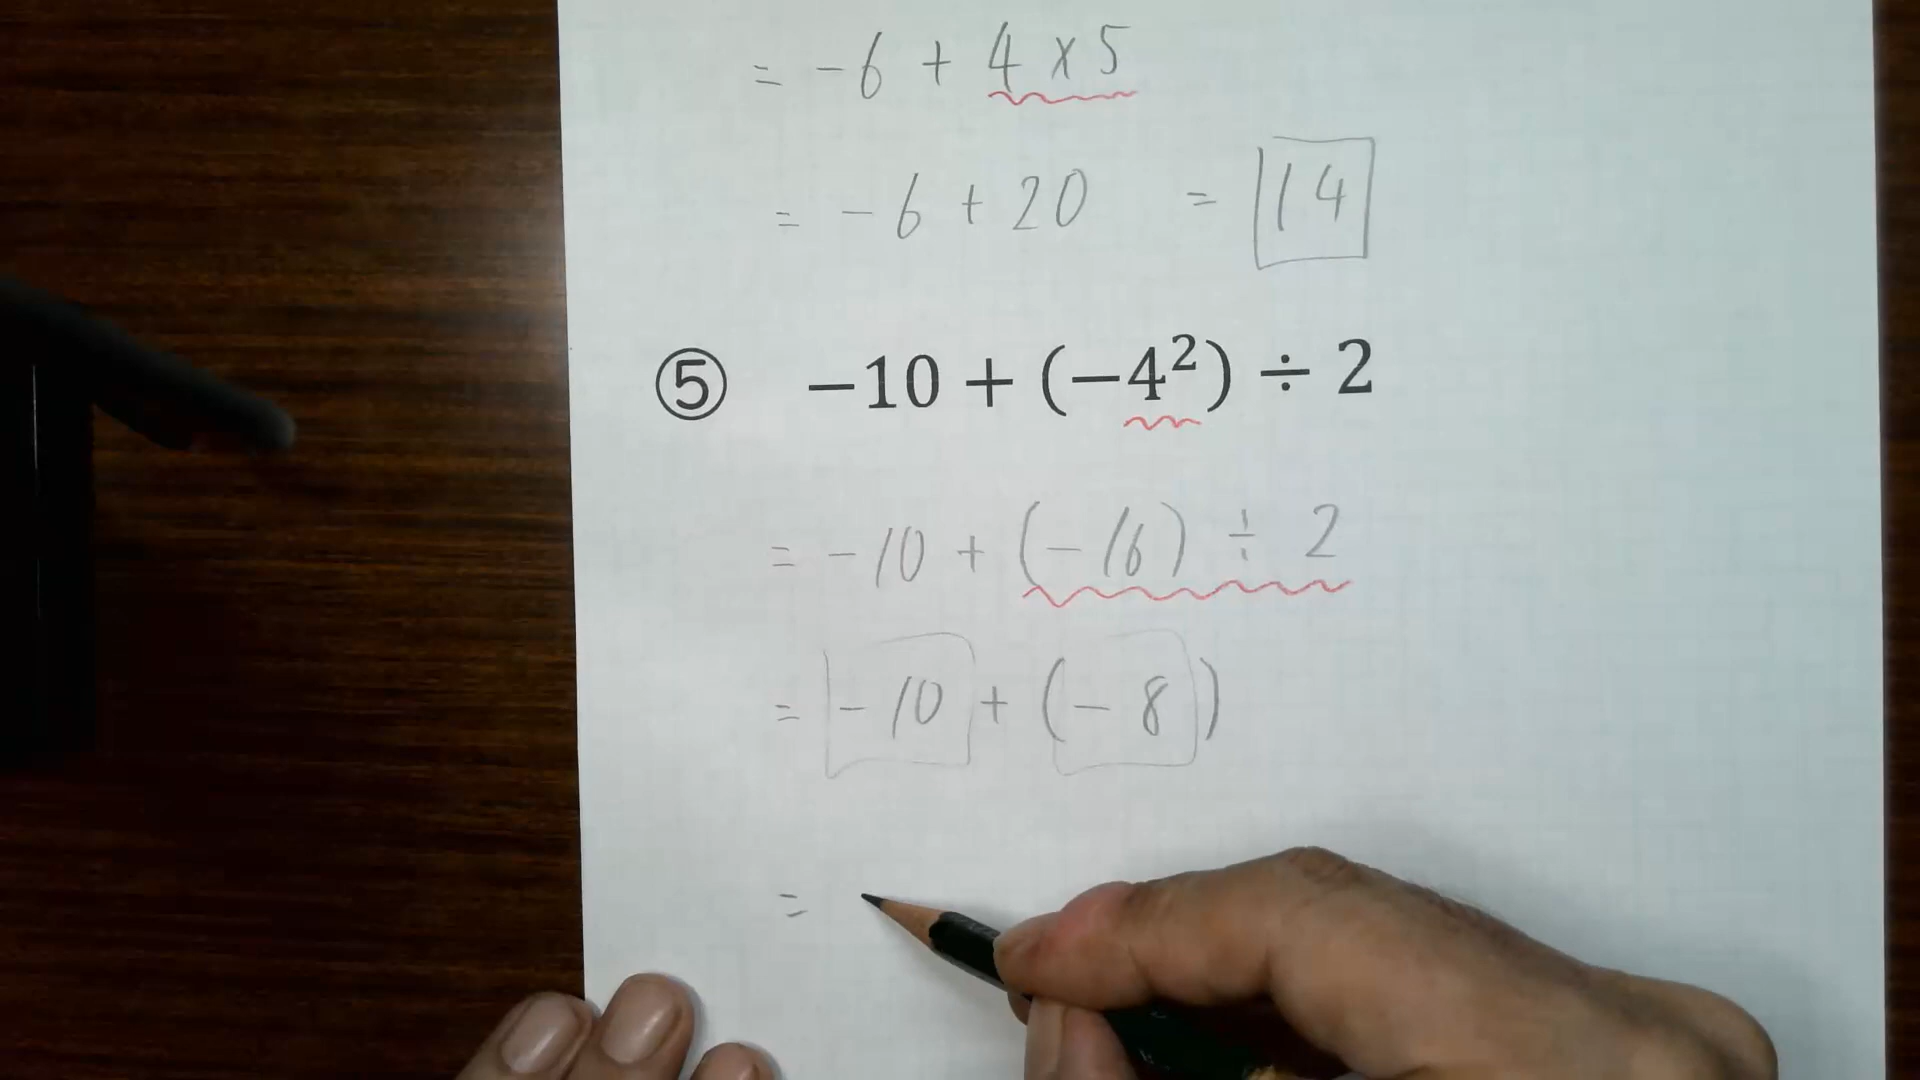 = -6 + 4 × 5
= -6 + 20 = 14
⑤ −10 + (−4²) ÷ 2
= -10 + (-16) ÷ 2
= -10 + (-8)
=